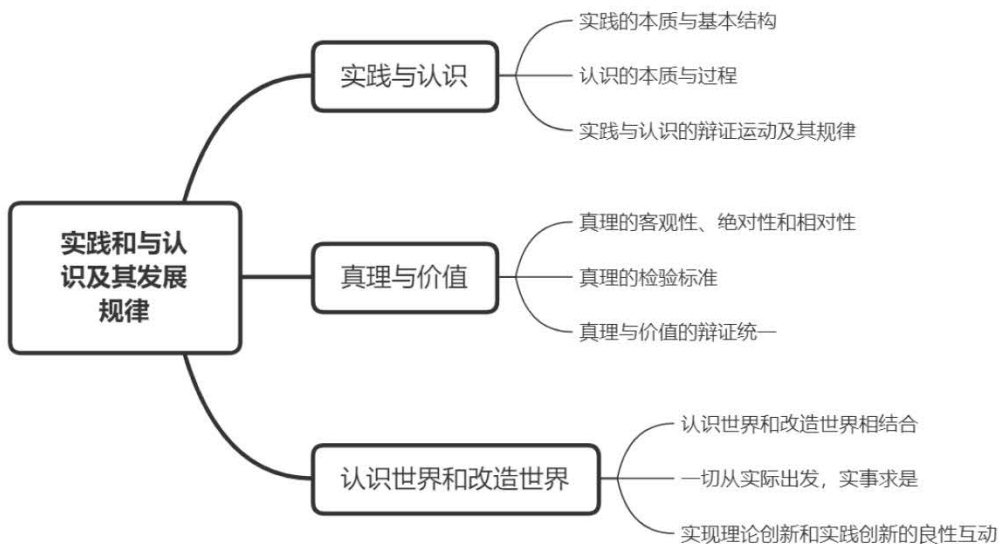 实践和与认
识及其发展
规律
实践与认识
实践的本质与基本结构
认识的本质与过程
实践与认识的辩证运动及其规律
真理与价值
真理的客观性、绝对性和相对性
真理的检验标准
真理与价值的辩证统一
认识世界和改造世界
认识世界和改造世界相结合
一切从实际出发，实事求是
实现理论创新和实践创新的良性互动